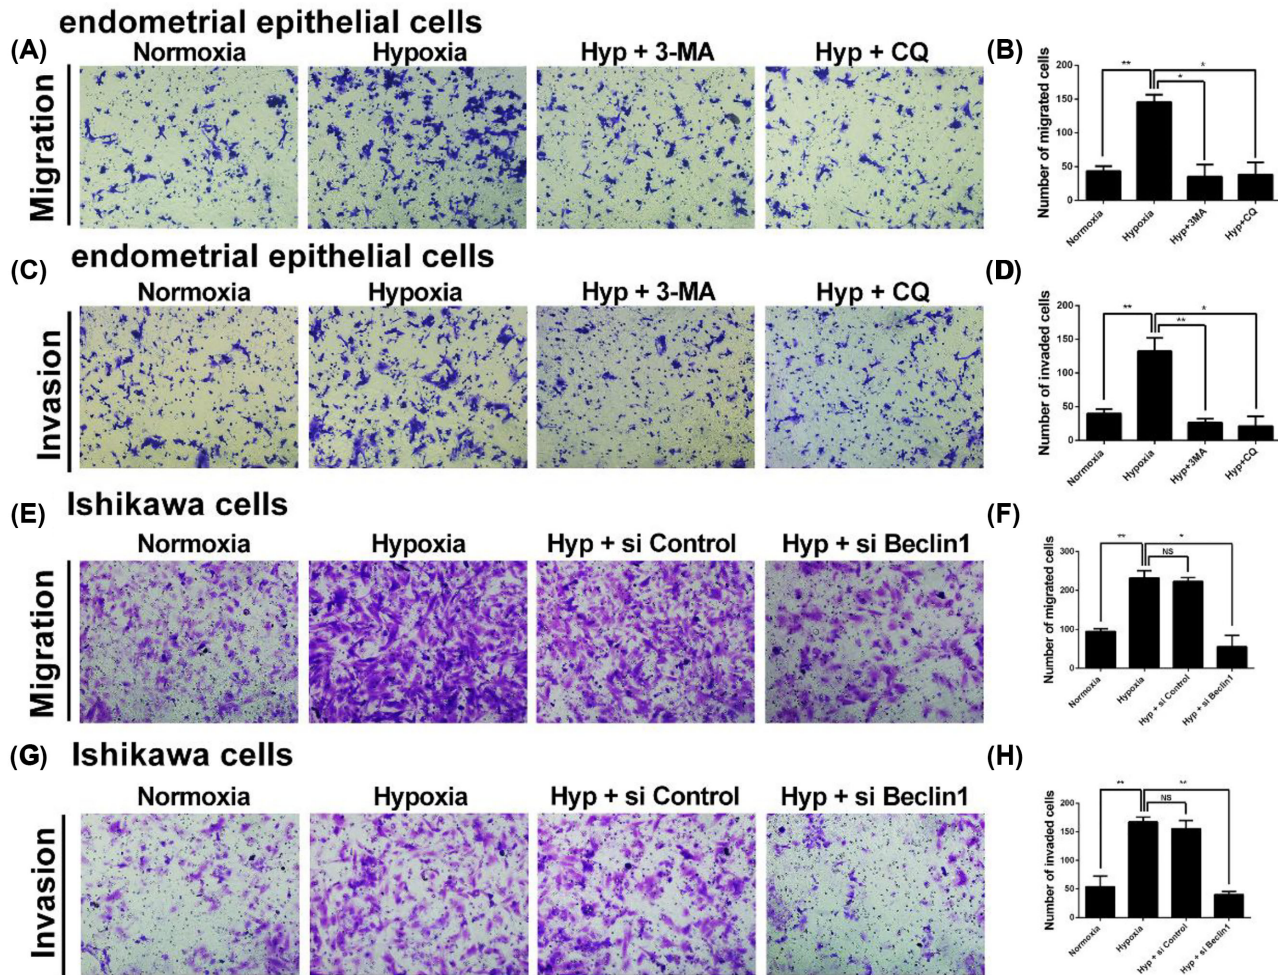 endometrial epithelial cells
(A)
Normoxia
Hypoxia
Hyp + 3-MA
Hyp + CQ
Migration
(B)
Number of migrated cells
200
150
100
50
0
**
*
*
Normoxia
Hypoxia
Hyp+3MA
Hyp+CQ
endometrial epithelial cells
(C)
Normoxia
Hypoxia
Hyp + 3-MA
Hyp + CQ
Invasion
(D)
Number of invaded cells
200
150
100
50
0
**
*
**
Normoxia
Hypoxia
Hyp+3MA
Hyp+CQ
(E)
Ishikawa cells
Normoxia
Hypoxia
Hyp + si Control
Hyp + si Beclin1
Migration
(F)
Number of migrated cells
300
200
100
0
**
*
NS
Normoxia
Hypoxia
Hyp + si Control
Hyp + si Beclin1
(G)
Ishikawa cells
Normoxia
Hypoxia
Hyp + si Control
Hyp + si Beclin1
Invasion
(H)
Number of invaded cells
200
150
100
50
0
**
**
NS
Normoxia
Hypoxia
Hyp + si Control
Hyp + si Beclin1